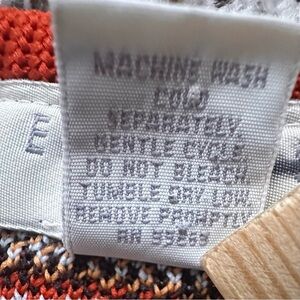 MACHINE WASH
COLD
SEPARATELY.
GENTLE CYCLE
DO NOT BLEACH
TUMBLE DRY LOW
REMOVE PROMPTLY
RN